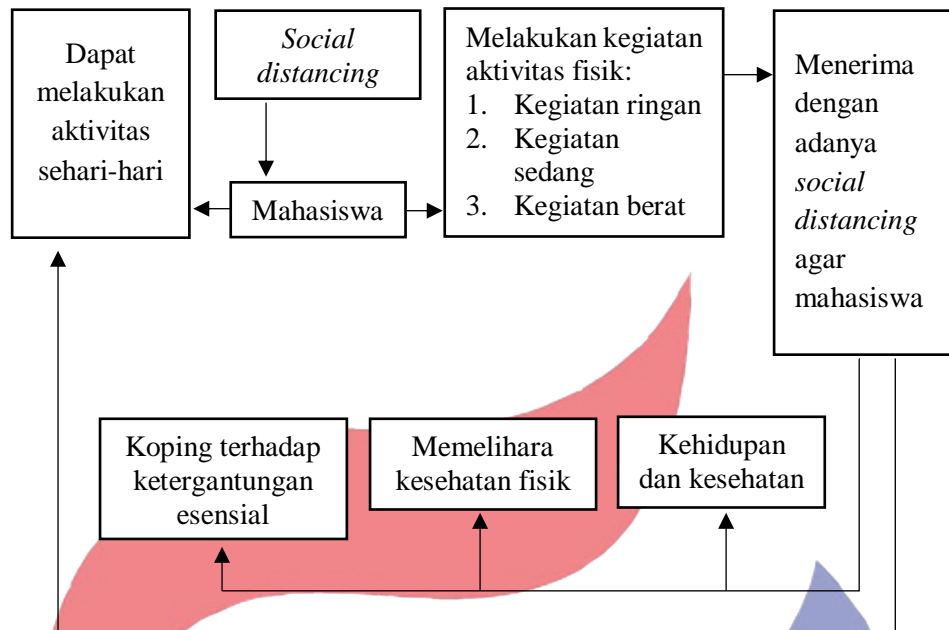 Dapat
melakukan
aktivitas
sehari-hari
Social
distancing
Mahasiswa
Melakukan kegiatan
aktivitas fisik:
1. Kegiatan ringan
2. Kegiatan
sedang
3. Kegiatan berat
Menerima
dengan
adanya
social
distancing
agar
mahasiswa
Koping terhadap
ketergantungan
esensial
Memelihara
kesehatan fisik
Kehidupan
dan kesehatan